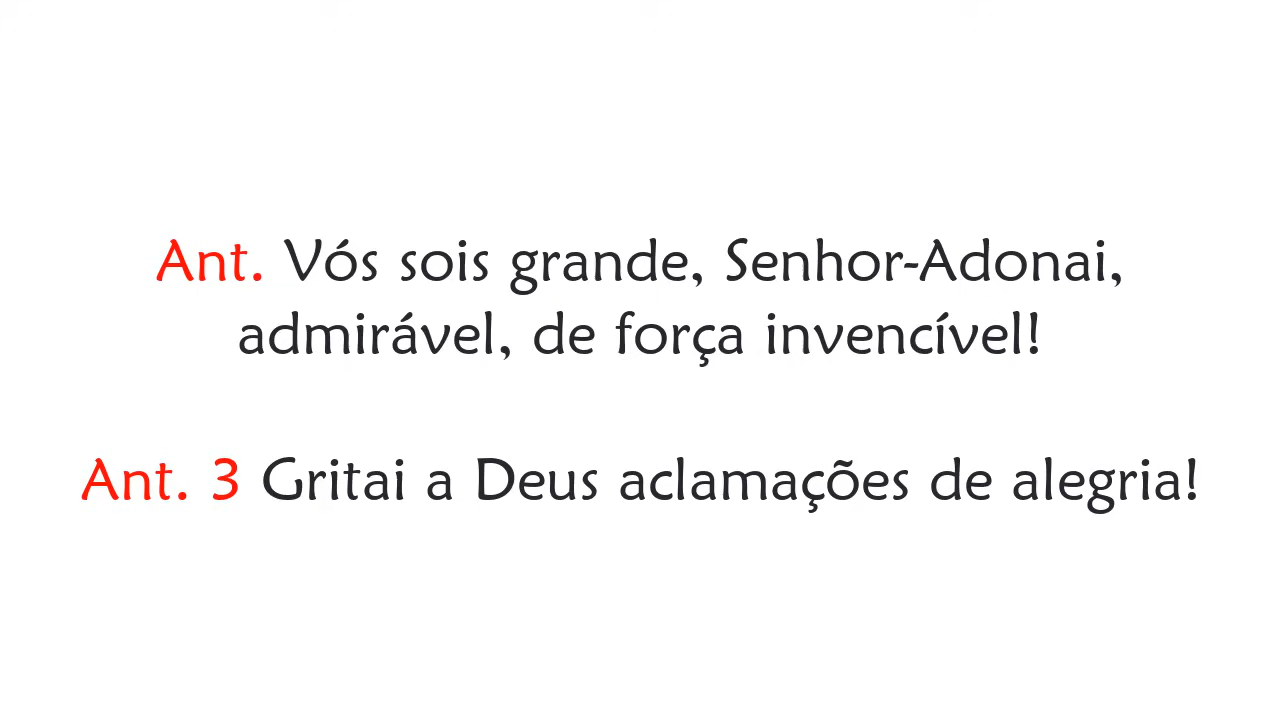 Ant. Vós sois grande, Senhor-Adonai,
admirável, de força invencível!
Ant. 3 Gritai a Deus aclamações de alegria!